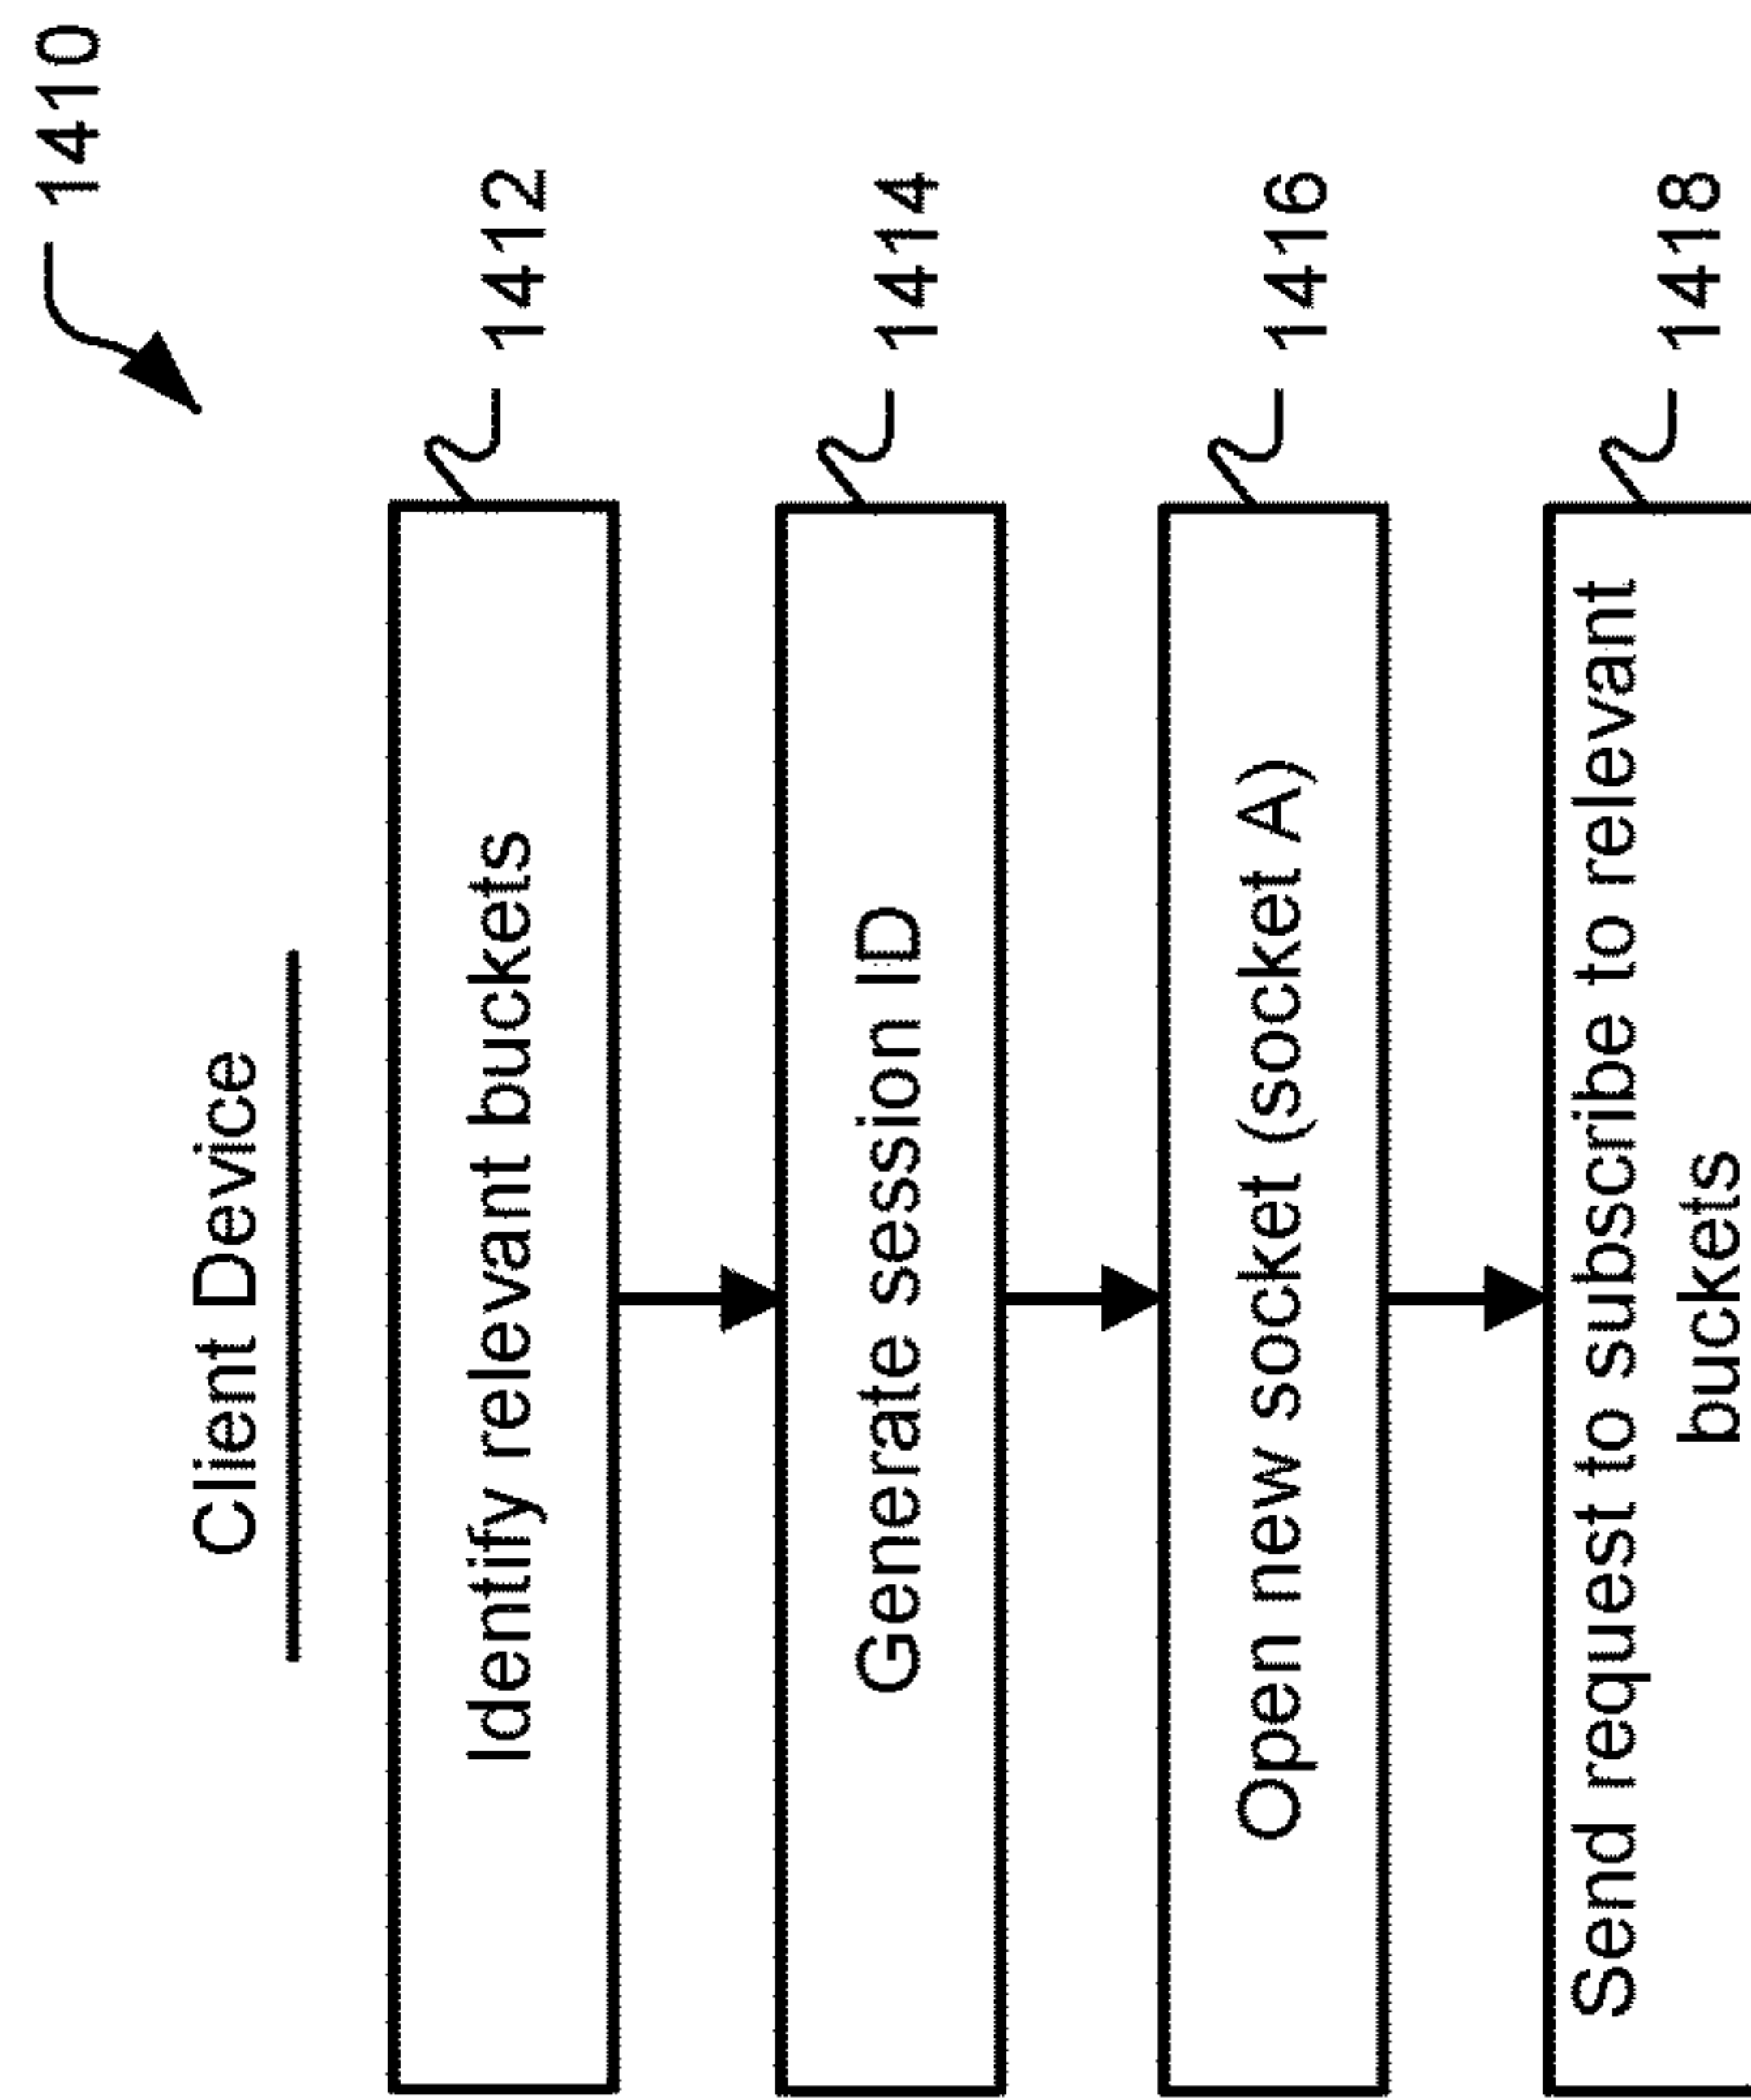 1410
Client Device
Identify relevant buckets
1412
Generate session ID
1414
Open new socket (socket A)
1416
Send request to subscribe to relevant
buckets
1418